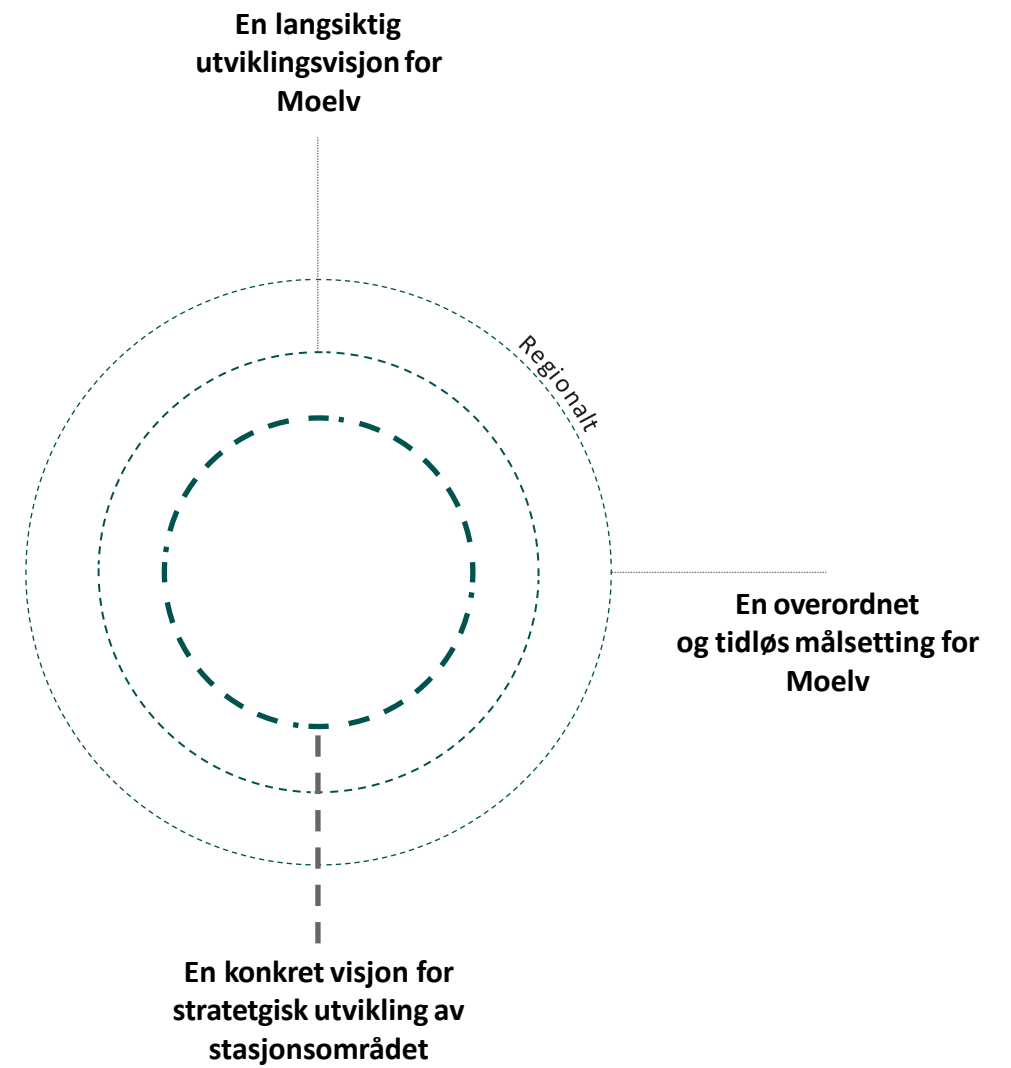 En langsiktig
utviklingsvisjon for
Moelv
Regionalt
En overordnet
og tidløs målsetting for
Moelv
En konkret visjon for
stratetgisk utvikling av
stasjonsområdet